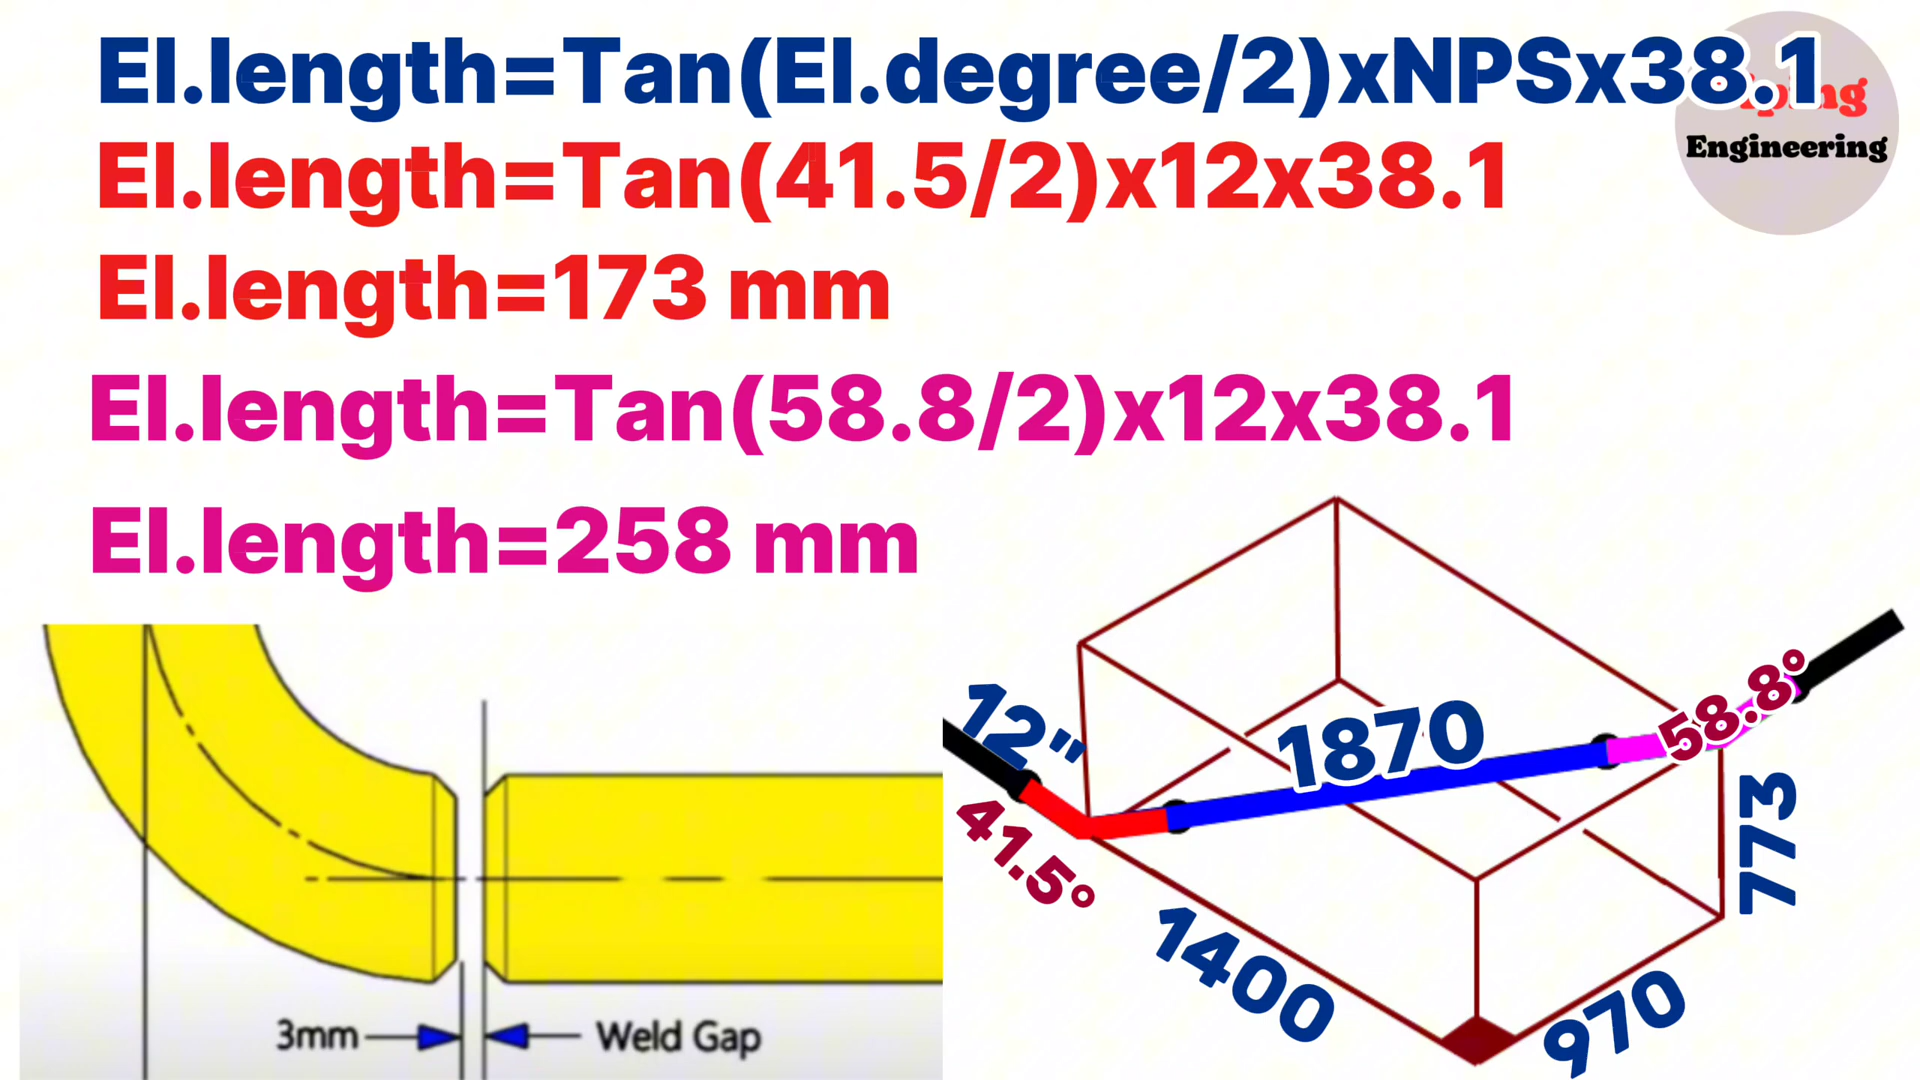 El.length=Tan(El.degree/2)xNPSx38.1
Engineering
El.length=Tan(41.5/2)x12x38.1
El.length=173 mm
El.length=Tan(58.8/2)x12x38.1
El.length=258 mm
12"
1870
58.8°
41.5°
773
1400
970
3mm
Weld Gap